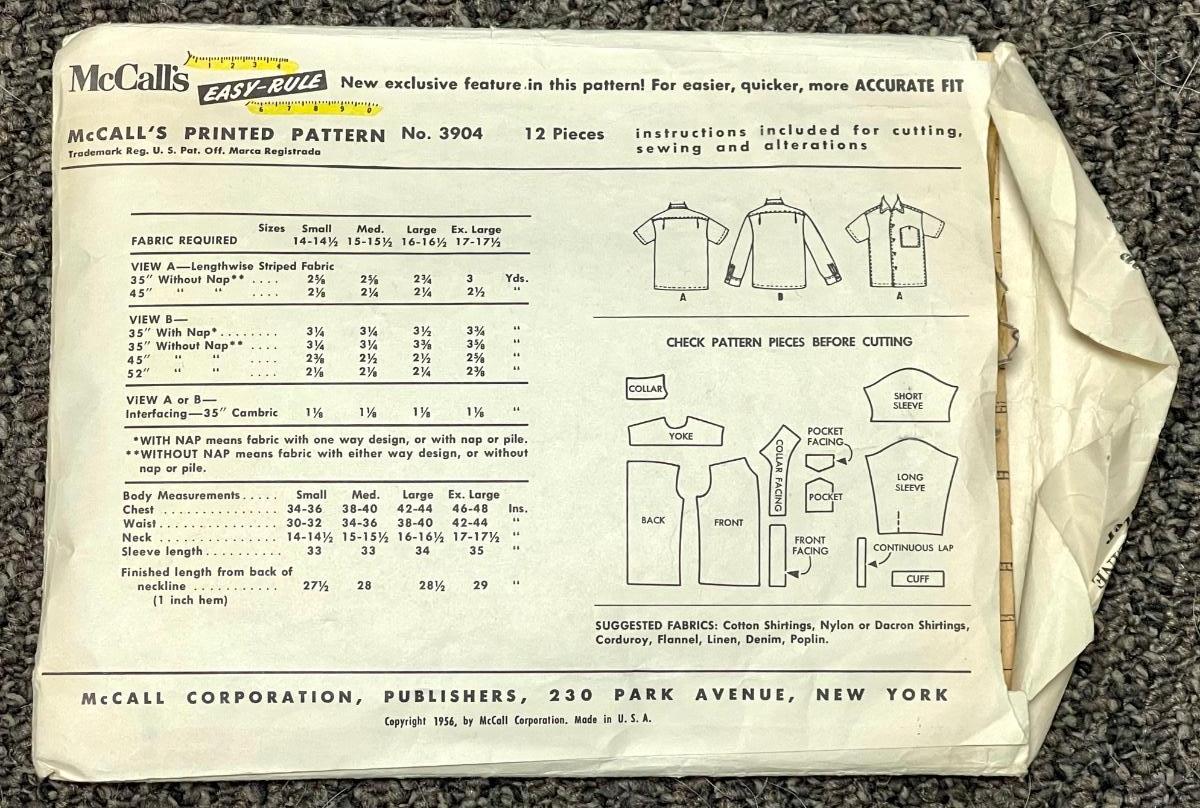 McCall's EASY-RULE New exclusive feature in this pattern! For easier, quicker, more ACCURATE FIT
1 2 3 4
6 7 8 9 0
McCALL'S PRINTED PATTERN No. 3904 12 Pieces instructions included for cutting,
sewing and alterations
Trademark Reg. U. S. Pat. Off. Marca Registrada
Sizes Small Med. Large Ex. Large
FABRIC REQUIRED 14-14½ 15-15½ 16-16½ 17-17½
VIEW A—Lengthwise Striped Fabric
35" Without Nap** .... 2⅝ 2⅝ 2¾ 3 Yds.
45" " " .... 2⅛ 2¼ 2¼ 2½ "
VIEW B—
35" With Nap* ........ 3¼ 3¼ 3½ 3¾ "
35" Without Nap** .... 3¼ 3¼ 3⅜ 3⅝ "
45" " " .... 2⅜ 2½ 2½ 2⅝ "
52" " " .... 2⅛ 2⅛ 2¼ 2⅜ "
VIEW A or B—
Interfacing—35" Cambric 1⅛ 1⅛ 1⅛ 1⅛ "
*WITH NAP means fabric with one way design, or with nap or pile.
**WITHOUT NAP means fabric with either way design, or without
nap or pile.
Body Measurements ..... Small Med. Large Ex. Large
Chest ................ 34-36 38-40 42-44 46-48 Ins.
Waist ................ 30-32 34-36 38-40 42-44 "
Neck ................. 14-14½ 15-15½ 16-16½ 17-17½ "
Sleeve length .......... 33 33 34 35 "
Finished length from back of
neckline ........... 27½ 28 28½ 29 "
(1 inch hem)
A B A
CHECK PATTERN PIECES BEFORE CUTTING
COLLAR
SHORT
SLEEVE
YOKE
COLLAR FACING
POCKET
FACING
POCKET
LONG
SLEEVE
BACK
FRONT
FRONT
FACING
CONTINUOUS LAP
CUFF
SUGGESTED FABRICS: Cotton Shirtings, Nylon or Dacron Shirtings,
Corduroy, Flannel, Linen, Denim, Poplin.
McCALL CORPORATION, PUBLISHERS, 230 PARK AVENUE, NEW YORK
Copyright 1956, by McCall Corporation. Made in U. S. A.